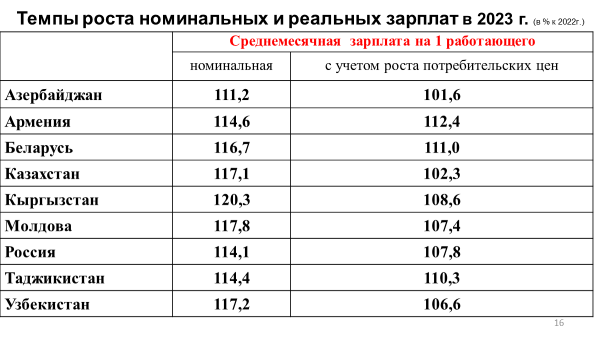 Темпы роста номинальных и реальных зарплат в 2023 г. (в % к 2022г.)
Среднемесячная зарплата на 1 работающего
номинальная с учетом роста потребительских цен
Азербайджан 111,2 101,6
Армения 114,6 112,4
Беларусь 116,7 111,0
Казахстан 117,1 102,3
Кыргызстан 120,3 108,6
Молдова 117,8 107,4
Россия 114,1 107,8
Таджикистан 114,4 110,3
Узбекистан 117,2 106,6
16